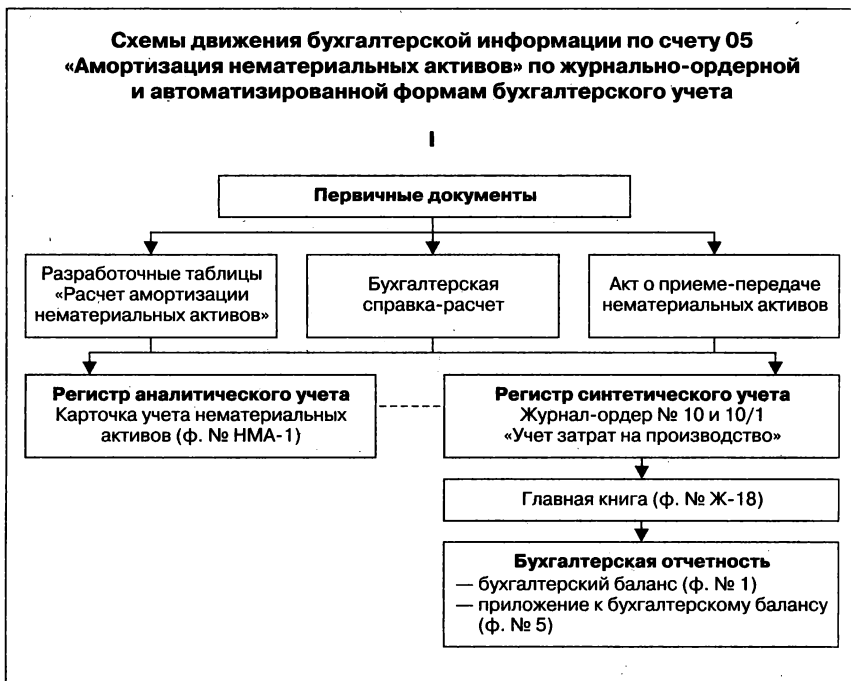 Схемы движения бухгалтерской информации по счету 05
«Амортизация нематериальных активов» по журнально-ордерной
и автоматизированной формам бухгалтерского учета
I
Первичные документы
Разработочные таблицы
«Расчет амортизации
нематериальных активов»
Бухгалтерская
справка-расчет
Акт о приеме-передаче
нематериальных активов
Регистр аналитического учета
Карточка учета нематериальных
активов (ф. № НМА-1)
Регистр синтетического учета
Журнал-ордер № 10 и 10/1
«Учет затрат на производство»
Главная книга (ф. № Ж-18)
Бухгалтерская отчетность
— бухгалтерский баланс (ф. № 1)
— приложение к бухгалтерскому балансу
(ф. № 5)